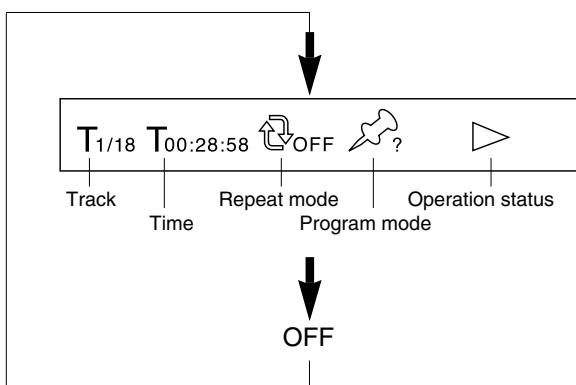 T1/18 T00:28:58 OFF ?
Track Repeat mode Operation status
Time Program mode
OFF